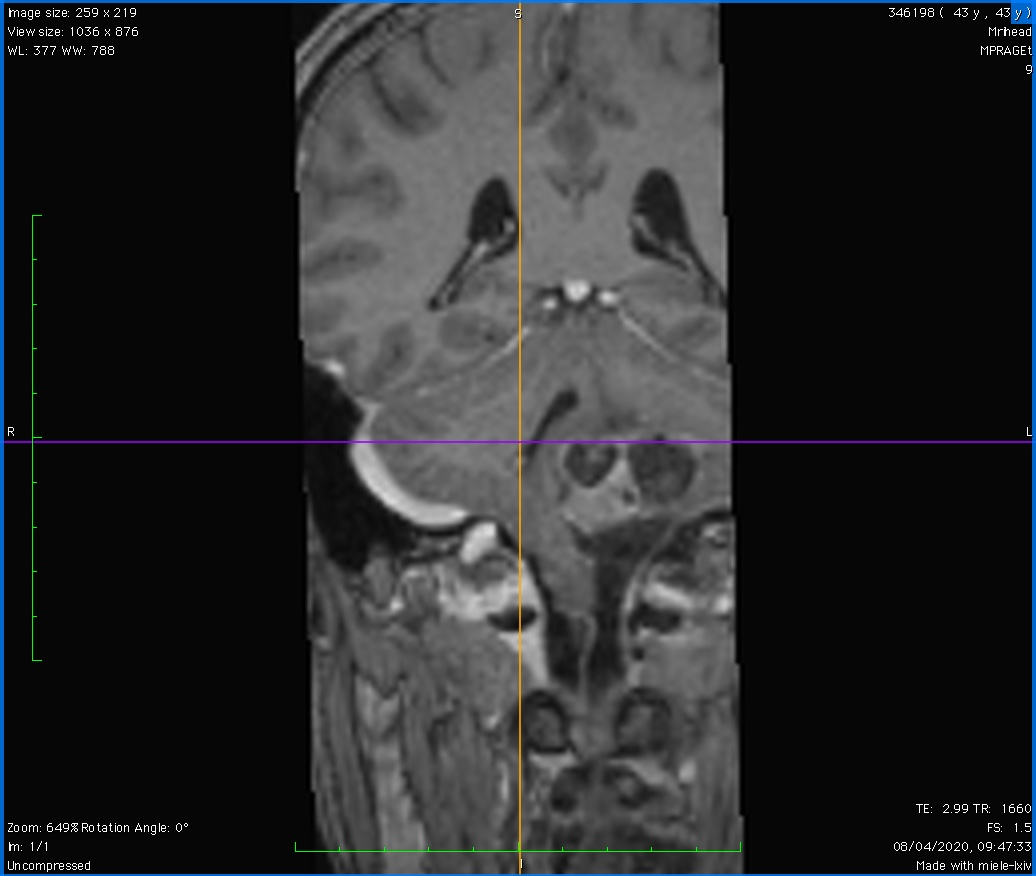 Image size: 259 x 219
View size: 1036 x 876
WL: 377 WW: 788
S
346198 ( 43 y , 43 y )
Mrihead
MPRAGEt
9
R
L
Zoom: 649% Rotation Angle: 0°
Im: 1/1
Uncompressed
I
TE: 2.99 TR: 1660
FS: 1.5
08/04/2020, 09:47:33
Made with miele-lxiv